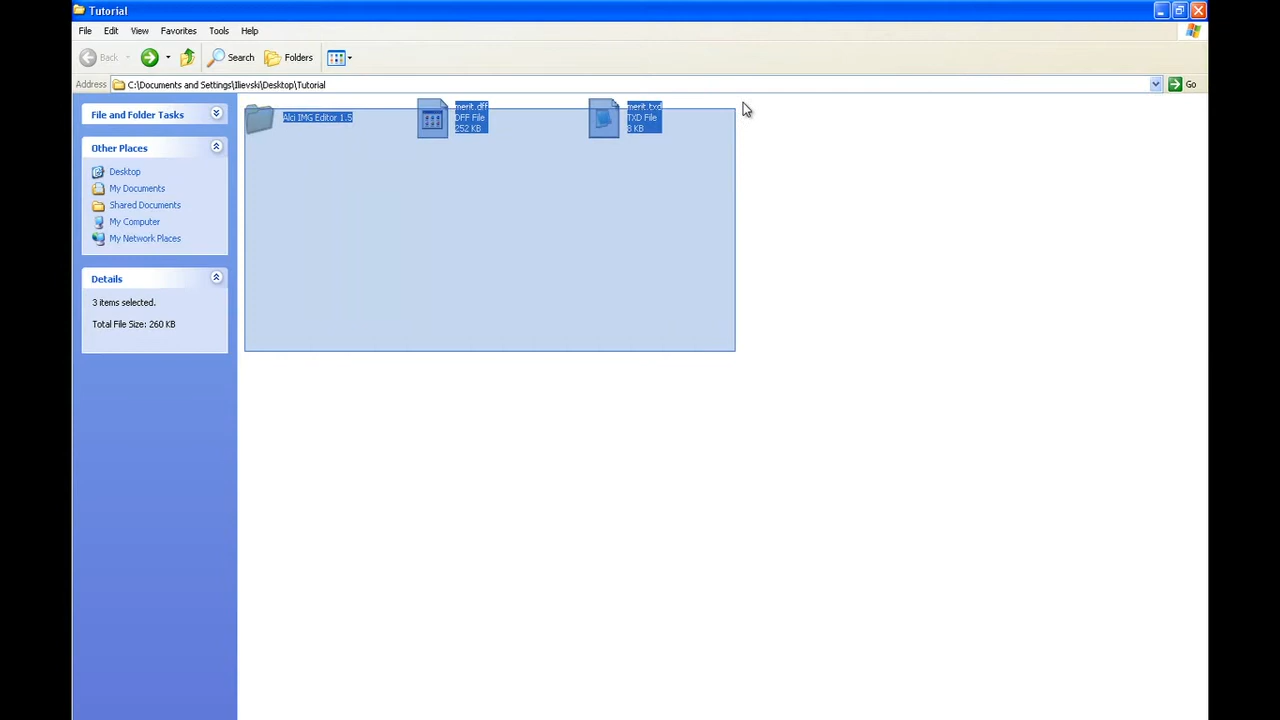 Tutorial
File Edit View Favorites Tools Help
Back Search Folders
Address C:\Documents and Settings\Ilievski\Desktop\Tutorial Go
File and Folder Tasks
Other Places
Desktop
My Documents
Shared Documents
My Computer
My Network Places
Details
3 items selected.
Total File Size: 260 KB
Alci IMG Editor 1.5
merit.dff
DFF File
252 KB
merit.txd
TXD File
8 KB